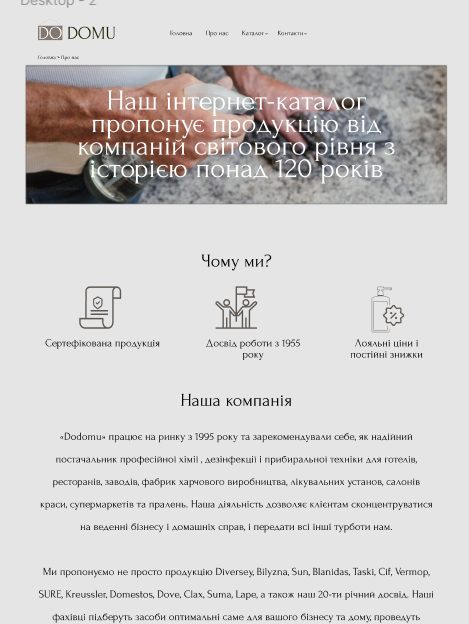 Desktop - 2
DO DOMU
Головна Про нас Каталог Контакти
Головна > Про нас
Наш інтернет-каталог
пропонує продукцію від
компаній світового рівня з
історією понад 120 років
Чому ми?
Сертефікована продукція
Досвід роботи з 1955
року
Лояльні ціни і
постійні знижки
Наша компанія
«Dodomu» працює на ринку з 1995 року та зарекомендували себе, як надійний
постачальник професійної хімії , дезінфекції і прибиральної техніки для готелів,
ресторанів, заводів, фабрик харчового виробництва, лікувальних установ, салонів
краси, супермаркетів та пралень. Наша діяльність дозволяє клієнтам сконцентруватися
на веденні бізнесу і домашніх справ, і передати всі інші турботи нам.
Ми пропонуємо не просто продукцію Diversey, Bilyzna, Sun, Blanidas, Taski, Cif, Vermop,
SURE, Kreussler, Domestos, Dove, Clax, Suma, Lape, а також наш 20-ти річний досвід. Наші
фахівці підберуть засоби оптимальні саме для вашого бізнесу та дому, проведуть